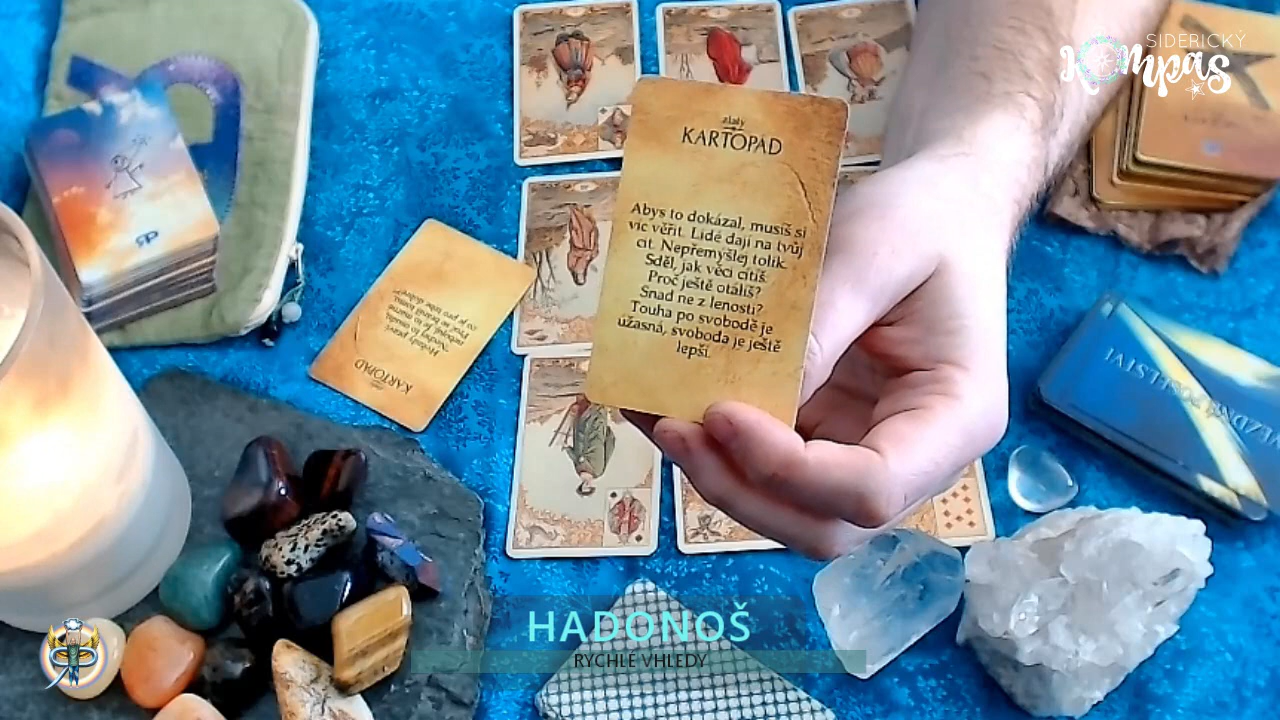 SIDERICKÝ
KOMPAS
zlatý
KARTOPAD
Abys to dokázal, musíš si
víc věřit. Lidé dají na tvůj
cit. Nepřemýšlej tolik.
Sděl, jak věci cítíš.
Proč ještě otálíš?
Snad ne z lenosti?
Touha po svobodě je
úžasná, svoboda je ještě
lepší.
KARTOPAD
HADONOŠ
RYCHLÉ VHLEDY